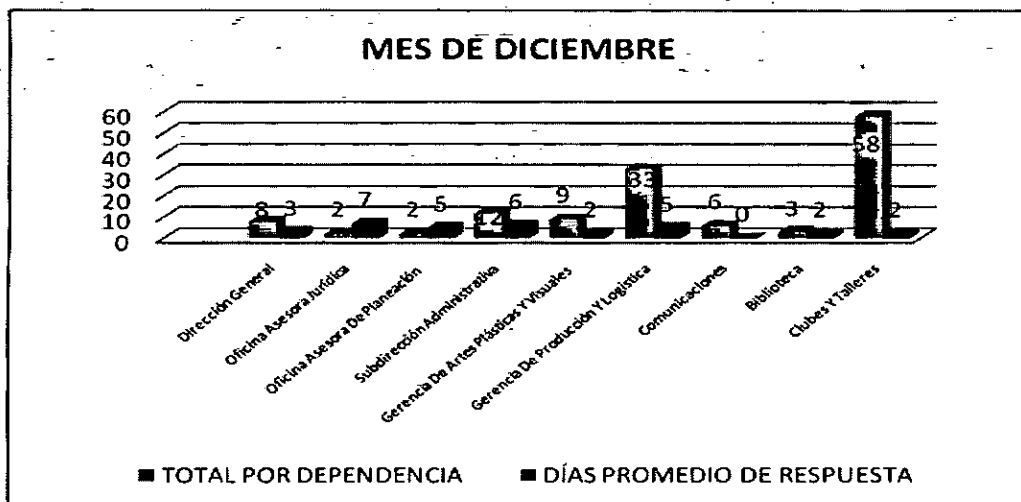 MES DE DICIEMBRE
60
50
40
30
20
10
0
8 3 2 7 2 5 12 6 9 2 33 5 6 0 3 2 58 2
Dirección General
Oficina Asesora Jurídica
Oficina Asesora De Planeación
Subdirección Administrativa
Gerencia De Artes Plásticas Y Visuales
Gerencia De Producción Y Logística
Comunicaciones
Biblioteca
Clubes Y Talleres
TOTAL POR DEPENDENCIA DÍAS PROMEDIO DE RESPUESTA